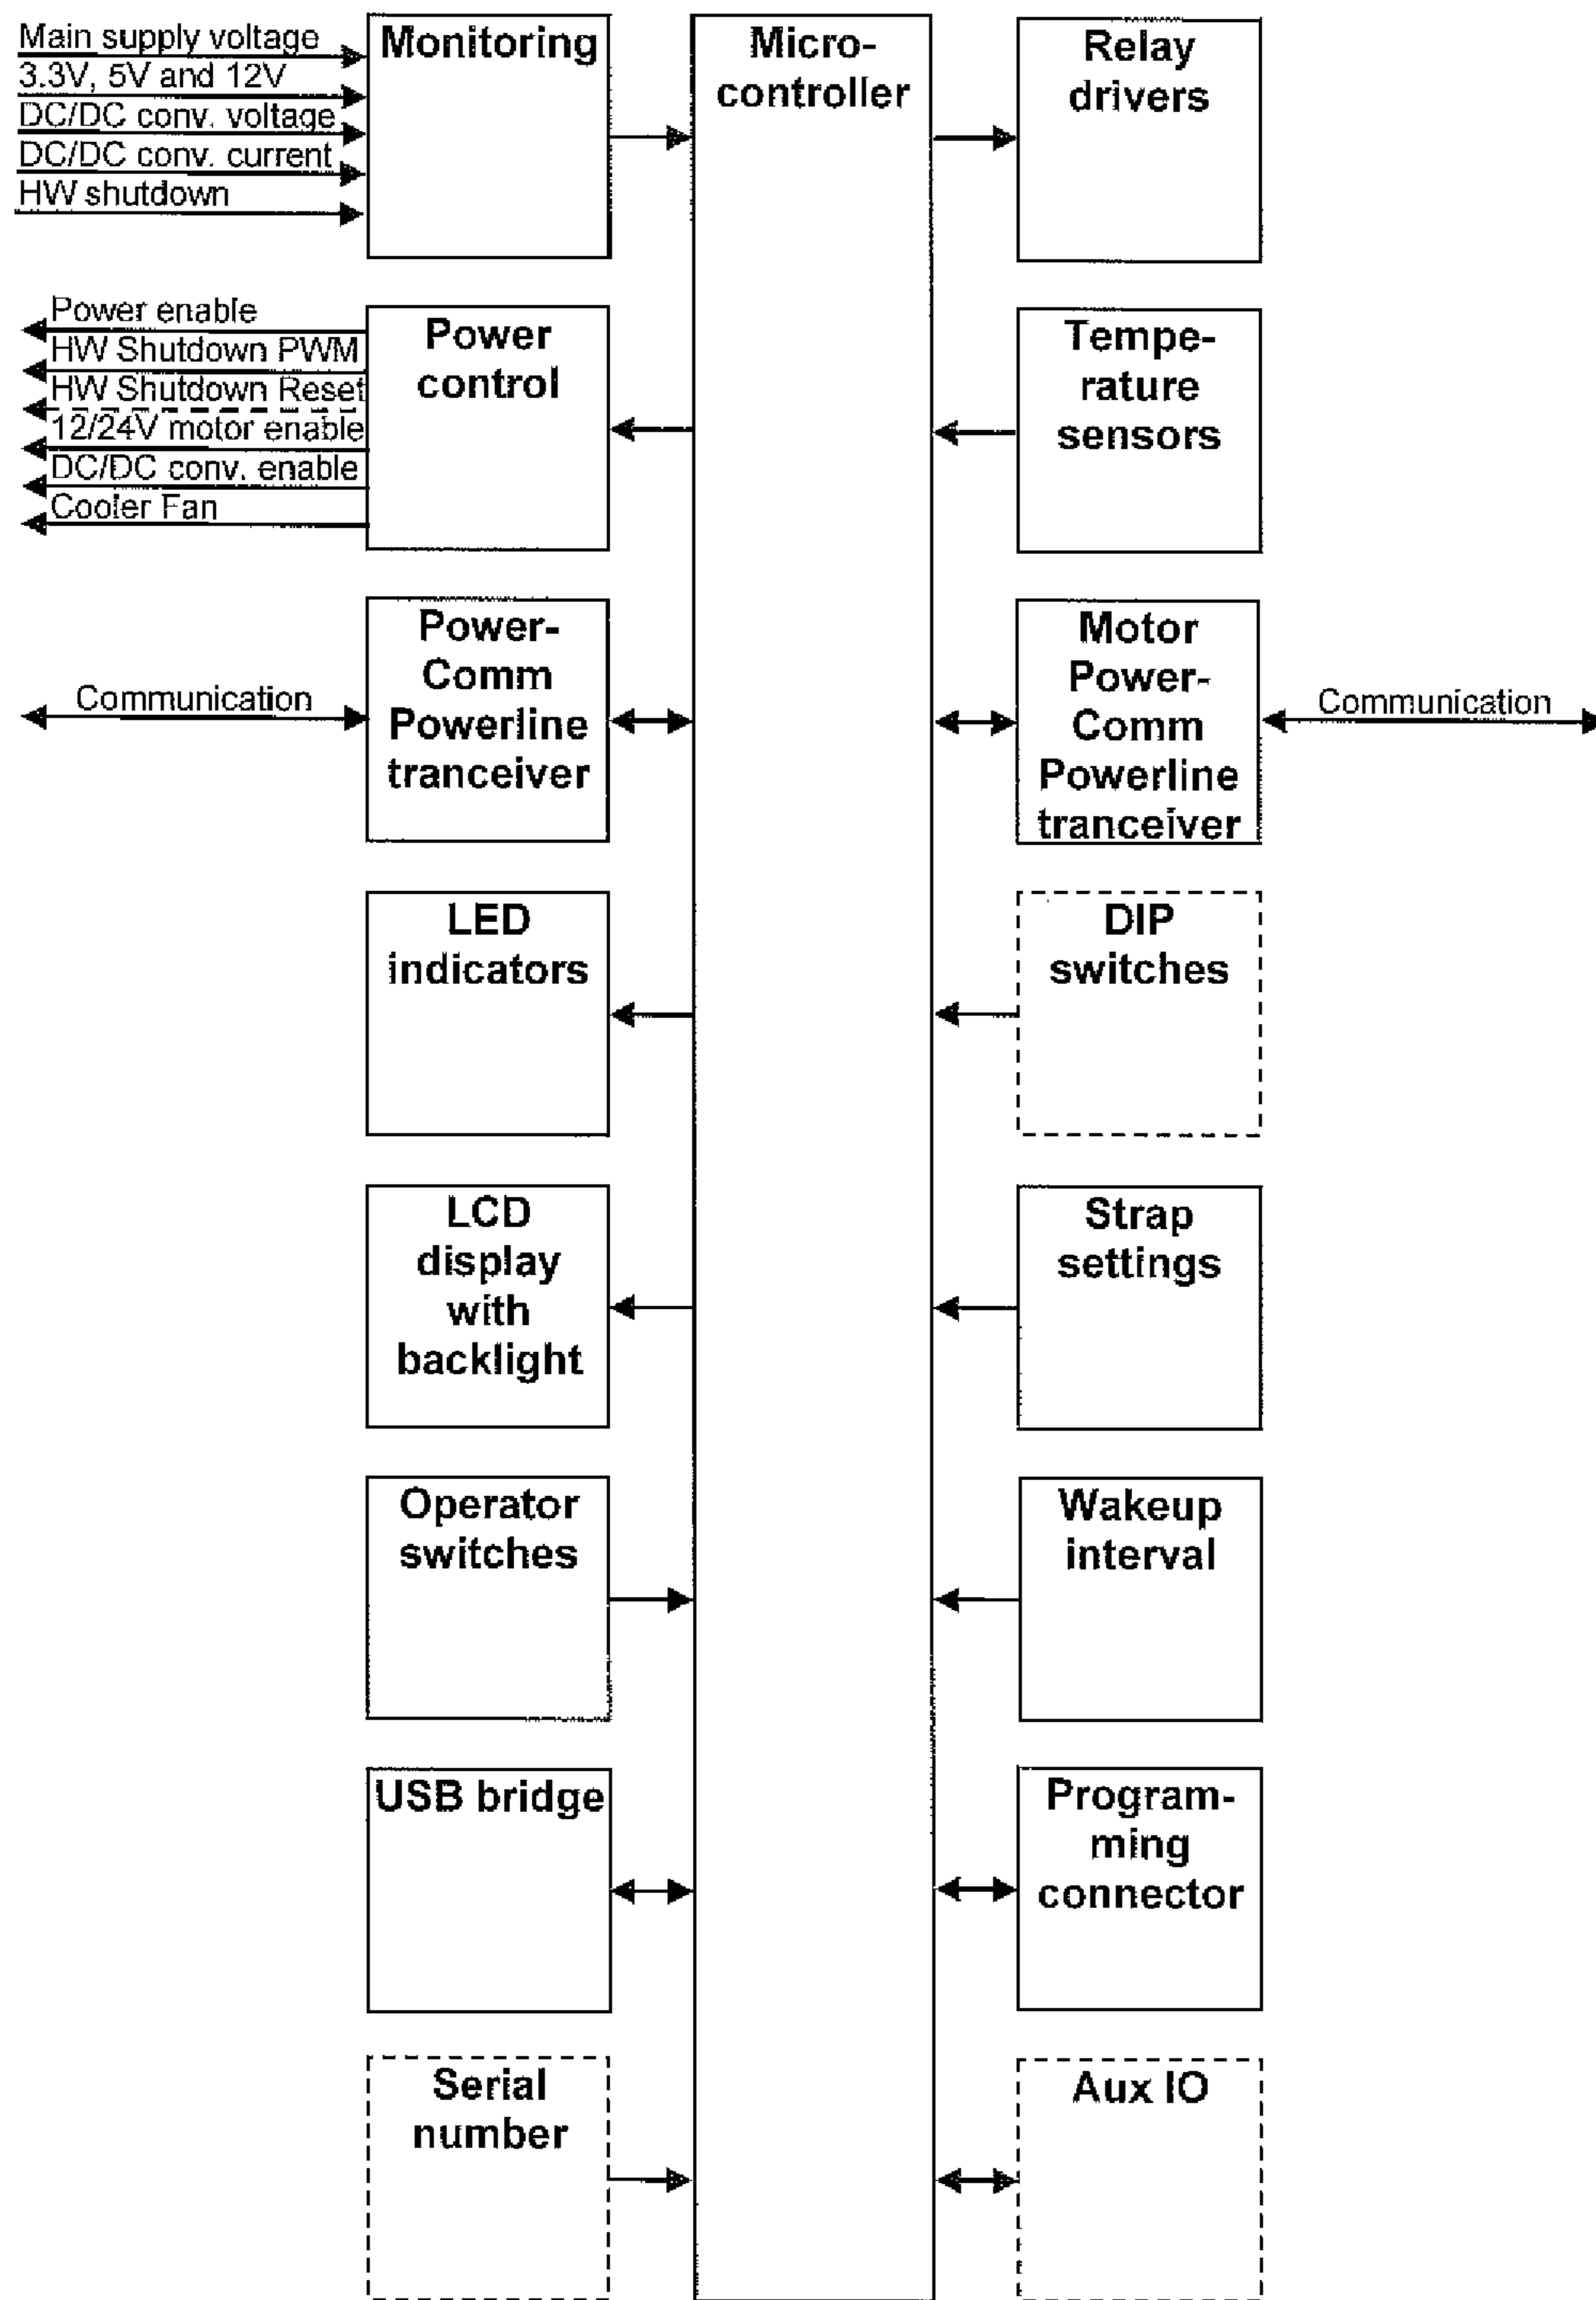 Main supply voltage
3.3V, 5V and 12V
DC/DC conv. voltage
DC/DC conv. current
HW shutdown
Monitoring
Micro-
controller
Relay
drivers
Power enable
HW Shutdown PWM
HW Shutdown Reset
12/24V motor enable
DC/DC conv. enable
Cooler Fan
Power
control
Tempe-
rature
sensors
Communication
Power-
Comm
Powerline
tranceiver
Motor
Power-
Comm
Powerline
tranceiver
Communication
LED
indicators
DIP
switches
LCD
display
with
backlight
Strap
settings
Operator
switches
Wakeup
interval
USB bridge
Program-
ming
connector
Serial
number
Aux IO